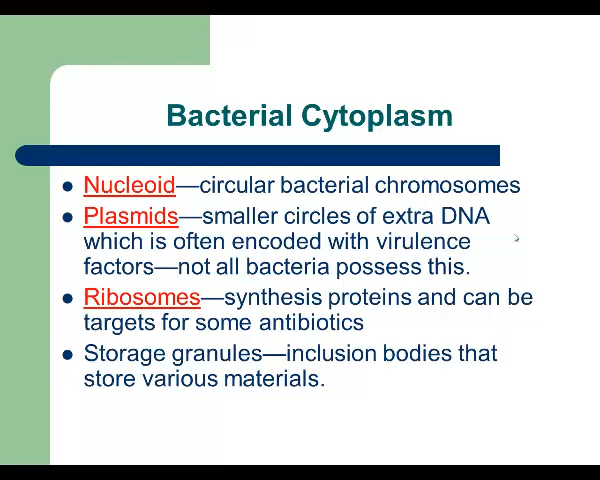 Bacterial Cytoplasm
Nucleoid—circular bacterial chromosomes
Plasmids—smaller circles of extra DNA
which is often encoded with virulence
factors—not all bacteria possess this.
Ribosomes—synthesis proteins and can be
targets for some antibiotics
Storage granules—inclusion bodies that
store various materials.